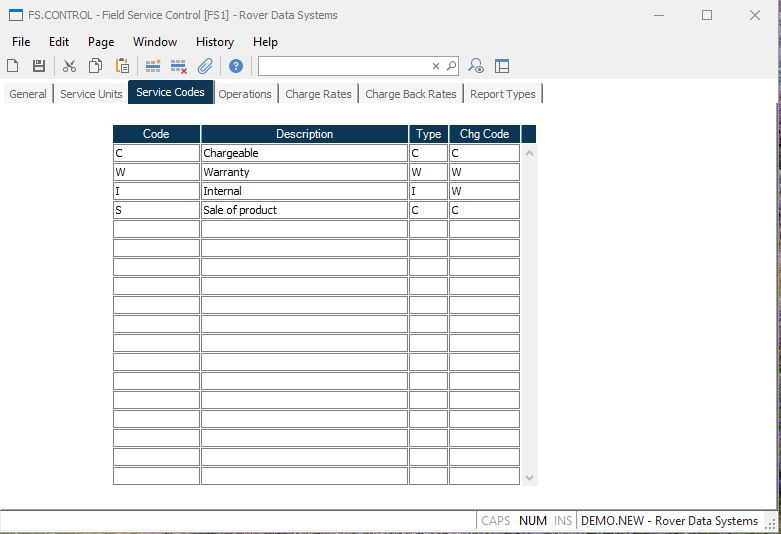 FS.CONTROL - Field Service Control [FS1] - Rover Data Systems
File Edit Page Window History Help
General Service Units Service Codes Operations Charge Rates Charge Back Rates Report Types
Code Description Type Chg Code
C Chargeable C C
W Warranty W W
I Internal I W
S Sale of product C C
CAPS NUM INS DEMO.NEW - Rover Data Systems